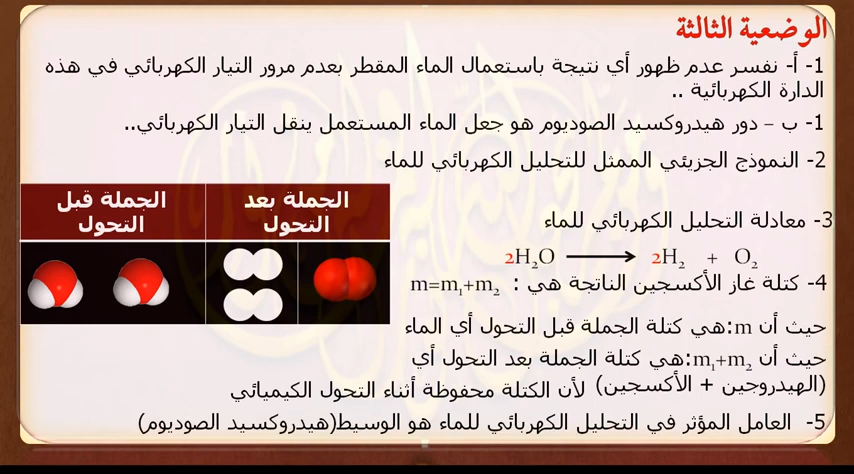 الوضعية الثالثة
1- أ- نفسر عدم ظهور أي نتيجة باستعمال الماء المقطر بعدم مرور التيار الكهربائي في هذه
الدارة الكهربائية ..
1- ب – دور هيدروكسيد الصوديوم هو جعل الماء المستعمل ينقل التيار الكهربائي..
2- النموذج الجزيئي الممثل للتحليل الكهربائي للماء
الجملة قبل التحول
الجملة بعد التحول
3- معادلة التحليل الكهربائي للماء
2H₂O ⟶ 2H₂ + O₂
4- كتلة غاز الأكسجين الناتجة هي : m=m₁+m₂
حيث أن m:هي كتلة الجملة قبل التحول أي الماء
حيث أن m₁+m₂:هي كتلة الجملة بعد التحول أي
(الهيدروجين + الأكسجين) لأن الكتلة محفوظة أثناء التحول الكيميائي
5- العامل المؤثر في التحليل الكهربائي للماء هو الوسيط(هيدروكسيد الصوديوم)